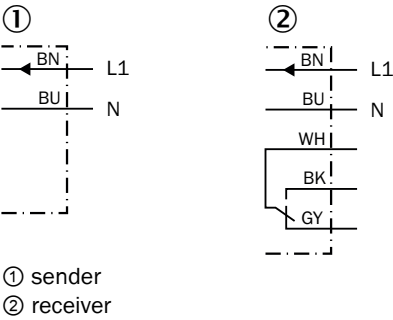 ① ②
BN L1 BN L1
BU N BU N
WH
BK
GY
① sender
② receiver